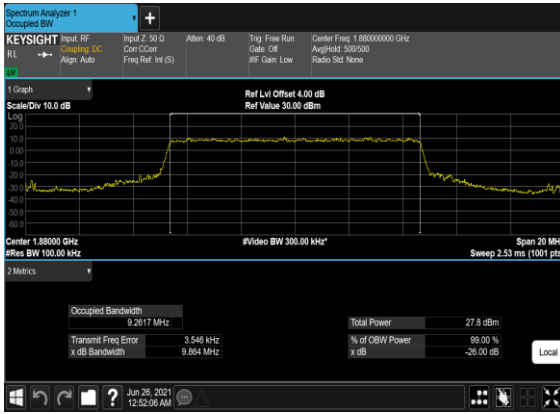 Spectrum Analyzer 1
Occupied BW
KEYSIGHT
RL
Input: RF
Coupling: DC
Align: Auto
Input Z: 50 Ω
Corr CCorr
Freq Ref: Int (S)
Atten: 40 dB
Trig: Free Run
Gate: Off
#IF Gain: Low
Center Freq: 1.880000000 GHz
Avg|Hold: 500/500
Radio Std: None
1 Graph
Scale/Div 10.0 dB
Ref Lvl Offset 4.00 dB
Ref Value 30.00 dBm
Log
20.0
10.0
0.00
-10.0
-20.0
-30.0
-40.0
-50.0
-60.0
Center 1.88000 GHz
#Res BW 100.00 kHz
#Video BW 300.00 kHz*
Span 20 MH
Sweep 2.53 ms (1001 pts
2 Metrics
Occupied Bandwidth
9.2617 MHz
Transmit Freq Error 3.546 kHz
x dB Bandwidth 9.864 MHz
Total Power 27.8 dBm
% of OBW Power 99.00 %
x dB -26.00 dB
Local
Jun 26, 2021
12:52:06 AM